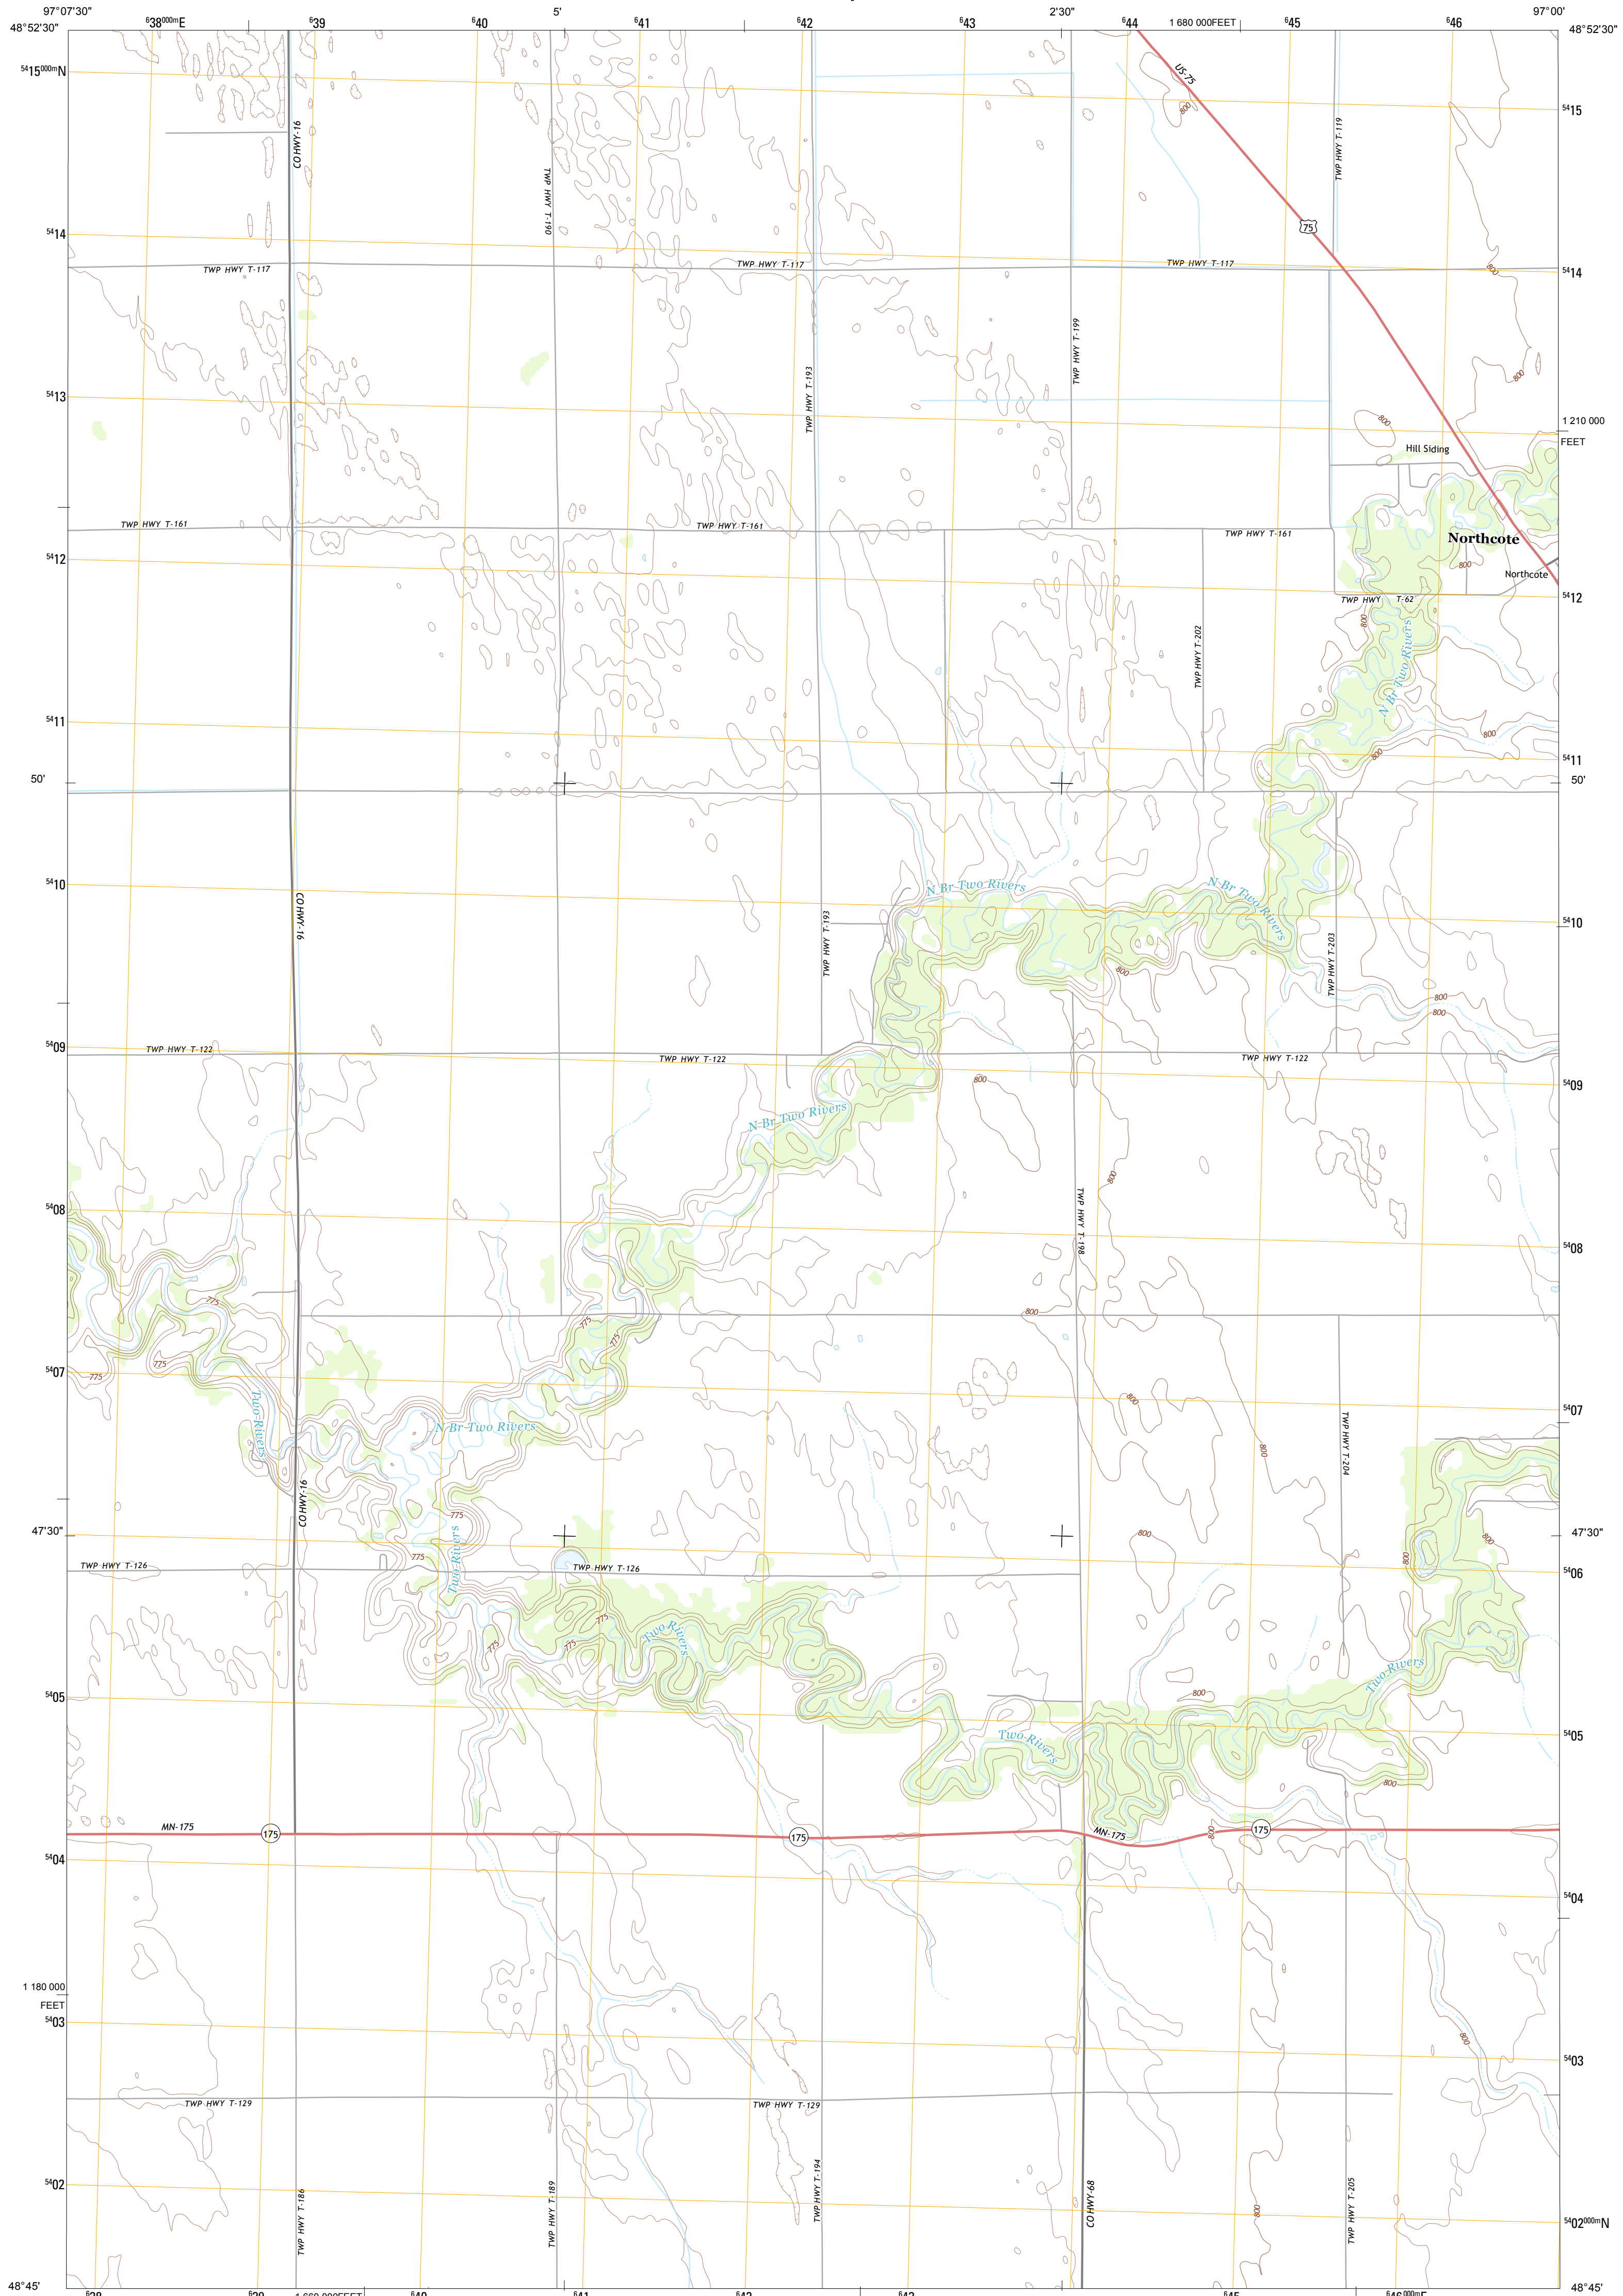 97°07'30" ⁶38⁰⁰⁰ᵐE ⁶39 ⁶40 5' ⁶41 ⁶42 ⁶43 2'30" ⁶44 1 680 000FEET ⁶45 ⁶46 97°00'
48°52'30" 48°52'30"
⁵⁴15⁰⁰⁰ᵐN
US-75
800
⁵⁴15
CO HWY-16
TWP HWY T-119
TWP HWY T-190
75
⁵⁴14
TWP HWY T-117 TWP HWY T-117 TWP HWY T-117
800
⁵⁴14
TWP HWY T-199
TWP HWY T-193
800
⁵⁴13
800
1 210 000
FEET
Hill Siding
TWP HWY T-161 TWP HWY T-161 TWP HWY T-161
Northcote
⁵⁴12
800
Northcote
TWP HWY T-62
⁵⁴12
800
TWP HWY T-202
N Br Two Rivers
⁵⁴11
800
800
⁵⁴11
50' 50'
⁵⁴10
N Br Two Rivers N Br Two Rivers
CO HWY-16
⁵⁴10
TWP HWY T-193
TWP HWY T-203
800
800
800
⁵⁴09
TWP HWY T-122 TWP HWY T-122 TWP HWY T-122
800
⁵⁴09
N Br Two Rivers
800
⁵⁴08
TWP HWY T-198
⁵⁴08
775
800
775
775
775
⁵⁴07
775
800
⁵⁴07
Two Rivers
N Br Two Rivers
TWP HWY T-204
800
CO HWY-16
775
47'30" 47'30"
800
800
775
800
Two Rivers
TWP HWY T-126 TWP HWY T-126
⁵⁴06
775
775
775
Two Rivers
Two Rivers
⁵⁴05
800
Two Rivers
⁵⁴05
800
MN-175
175
175
MN-175
800
175
⁵⁴04
⁵⁴04
1 180 000
FEET
⁵⁴03
800
⁵⁴03
TWP HWY T-129 TWP HWY T-129
⁵⁴02
TWP HWY T-186
TWP HWY T-189
TWP HWY T-194
CO HWY-68
800
TWP HWY T-205
⁵⁴02⁰⁰⁰ᵐN
48°45' 48°45'